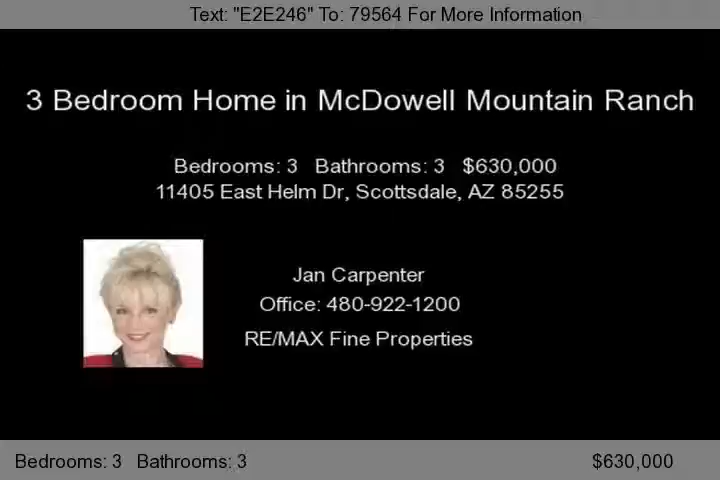 Text: "E2E246" To: 79564 For More Information
3 Bedroom Home in McDowell Mountain Ranch
Bedrooms: 3 Bathrooms: 3 $630,000
11405 East Helm Dr, Scottsdale, AZ 85255
Jan Carpenter
Office: 480-922-1200
RE/MAX Fine Properties
Bedrooms: 3 Bathrooms: 3 $630,000